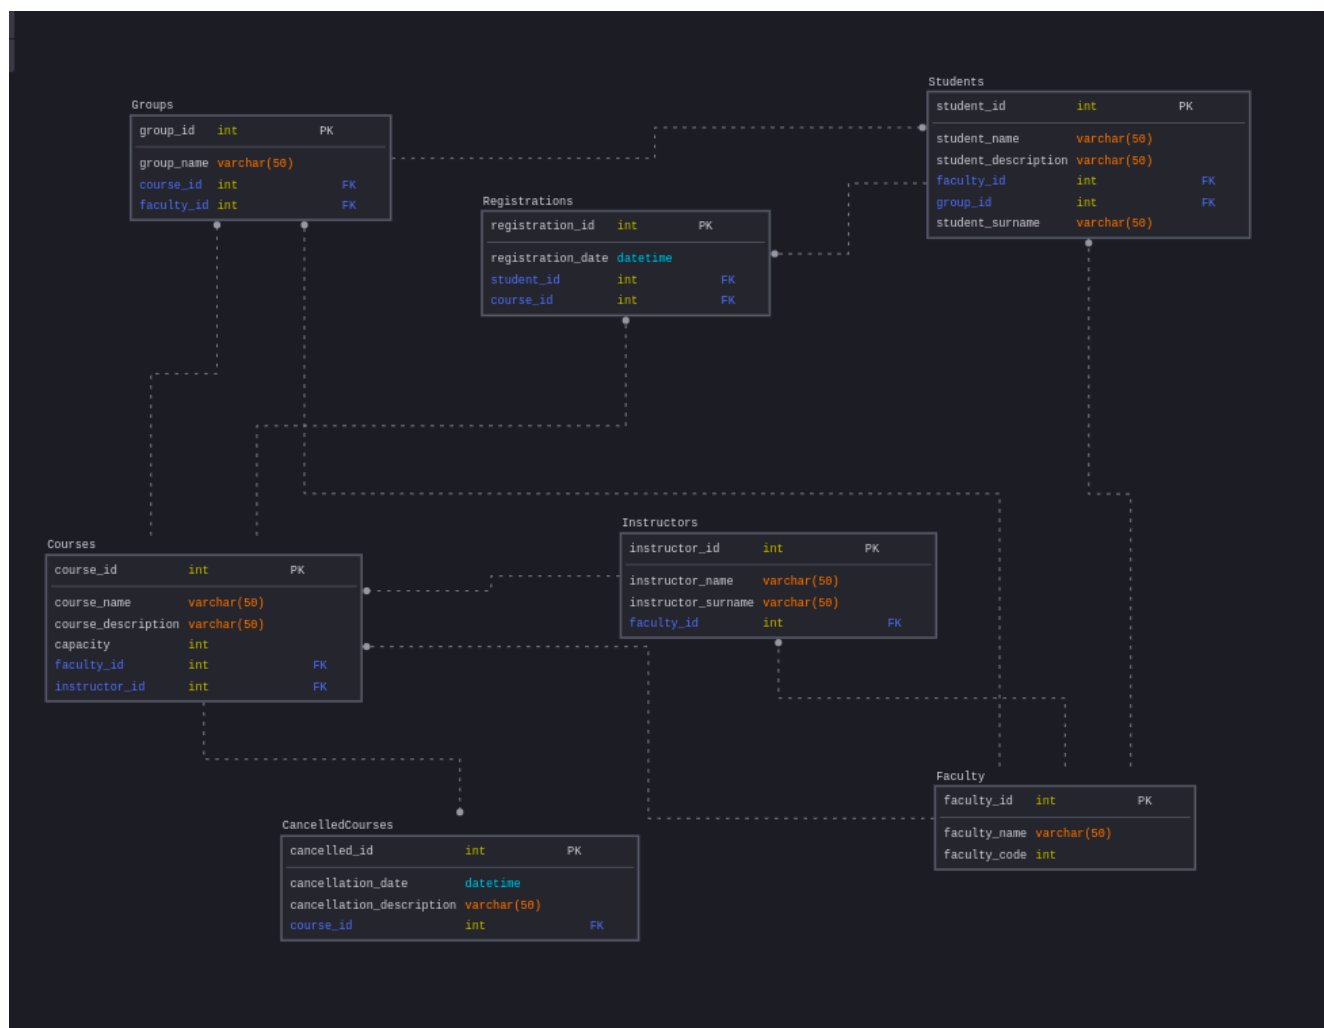 Students
student_id int PK
student_name varchar(50)
student_description varchar(50)
faculty_id int FK
group_id int FK
student_surname varchar(50)
Groups
group_id int PK
group_name varchar(50)
course_id int FK
faculty_id int FK
Registrations
registration_id int PK
registration_date datetime
student_id int FK
course_id int FK
Instructors
instructor_id int PK
instructor_name varchar(50)
instructor_surname varchar(50)
faculty_id int FK
Courses
course_id int PK
course_name varchar(50)
course_description varchar(50)
capacity int
faculty_id int FK
instructor_id int FK
Faculty
faculty_id int PK
faculty_name varchar(50)
faculty_code int
CancelledCourses
cancelled_id int PK
cancellation_date datetime
cancellation_description varchar(50)
course_id int FK